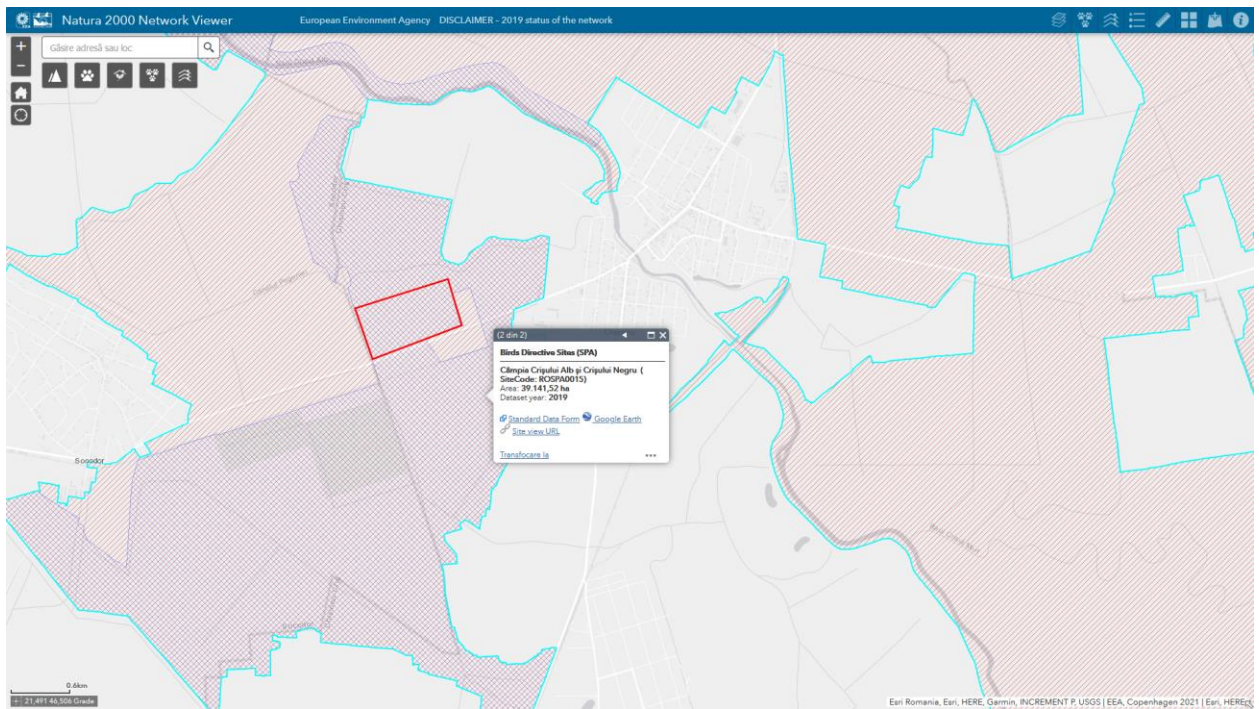 Natura 2000 Network Viewer
European Environment Agency DISCLAIMER - 2019 status of the network
+
−
Găsire adresă sau loc
(2 din 2)
Birds Directive Sites (SPA)
Câmpia Crișului Alb și Crișului Negru (
SiteCode: ROSPA0015)
Area: 39.141,52 ha
Dataset year: 2019
Standard Data Form Google Earth
Site view URL
Transfocare la
•••
Socodor
0.6km
21,491 46,506 Grade
Esri Romania, Esri, HERE, Garmin, INCREMENT P, USGS | EEA, Copenhagen 2021 | Esri, HERE